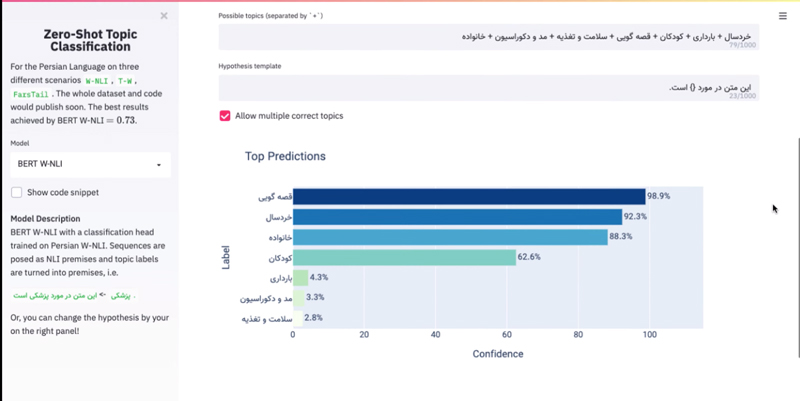 Zero-Shot Topic
Classification
For the Persian Language on three
different scenarios W-NLI, T-W,
FarsTail. The whole dataset and code
would publish soon. The best results
achieved by BERT W-NLI = 0.73.
Model
BERT W-NLI
Show code snippet
Model Description
BERT W-NLI with a classification head
trained on Persian W-NLI. Sequences are
posed as NLI premises and topic labels
are turned into premises, i.e.
پزشکی -> این متن در مورد پزشکی است .
Or, you can change the hypothesis by your
on the right panel!
Possible topics (separated by `+`)
خردسال + بارداری + کودکان + قصه گویی + سلامت و تغذیه + مد و دکوراسیون + خانواده
79/1000
Hypothesis template
این متن در مورد {} است.
23/1000
Allow multiple correct topics
Top Predictions
قصه گویی 98.9%
خردسال 92.3%
خانواده 88.3%
کودکان 62.6%
بارداری 4.3%
مد و دکوراسیون 3.3%
سلامت و تغذیه 2.8%
Label
0 20 40 60 80 100
Confidence